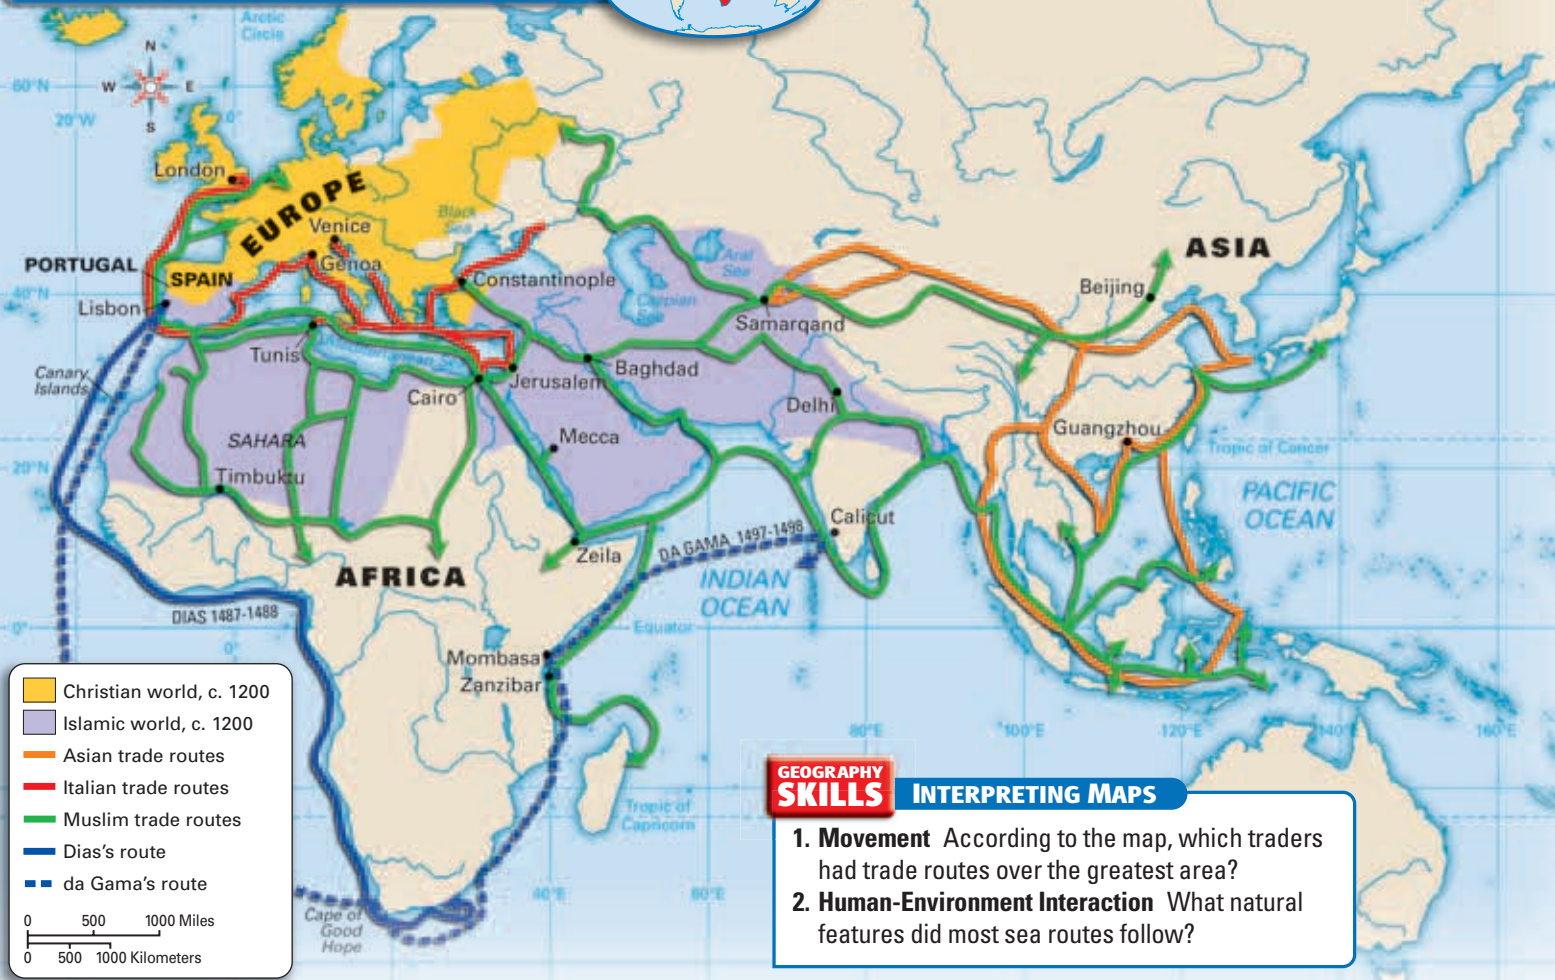 Arctic
Circle
N
W E
S
60°N
20°W
0°
London
EUROPE
Venice
Genoa
Black
Sea
PORTUGAL
SPAIN
40°N
Lisbon
Constantinople
Caspian
Sea
Aral
Sea
Samarqand
ASIA
Beijing
Tunis
Mediterranean S
Canary
Islands
Cairo
Jerusalem
Baghdad
Delhi
Mecca
SAHARA
Guangzhou
Tropic of Cancer
20°N
Timbuktu
PACIFIC
OCEAN
Calicut
Zeila
DA GAMA 1497-1498
AFRICA
INDIAN
OCEAN
DIAS 1487-1488
0°
0°
Equator
Mombasa
Zanzibar
80°E
100°E
120°E
140°E
160°E
Tropic of
Capricorn
40°E
60°E
Cape of
Good
Hope
Christian world, c. 1200
Islamic world, c. 1200
Asian trade routes
Italian trade routes
Muslim trade routes
Dias's route
da Gama's route
0 500 1000 Miles
0 500 1000 Kilometers
GEOGRAPHY
SKILLS INTERPRETING MAPS
1. Movement According to the map, which traders
had trade routes over the greatest area?
2. Human-Environment Interaction What natural
features did most sea routes follow?